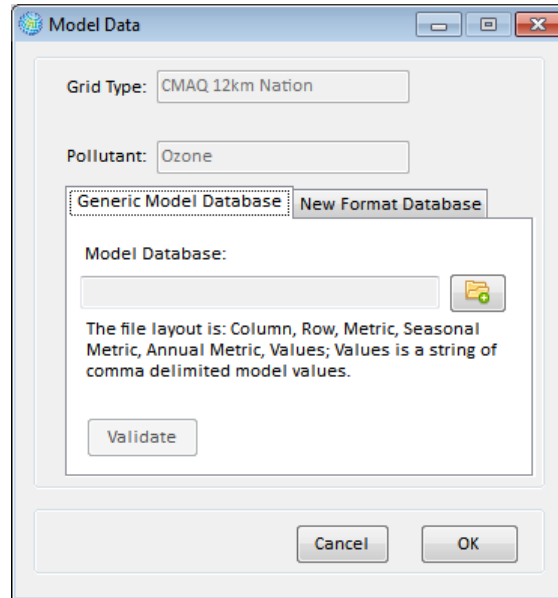 Model Data
Grid Type: CMAQ 12km Nation
Pollutant: Ozone
Generic Model Database New Format Database
Model Database:
The file layout is: Column, Row, Metric, Seasonal
Metric, Annual Metric, Values; Values is a string of
comma delimited model values.
Validate
Cancel OK